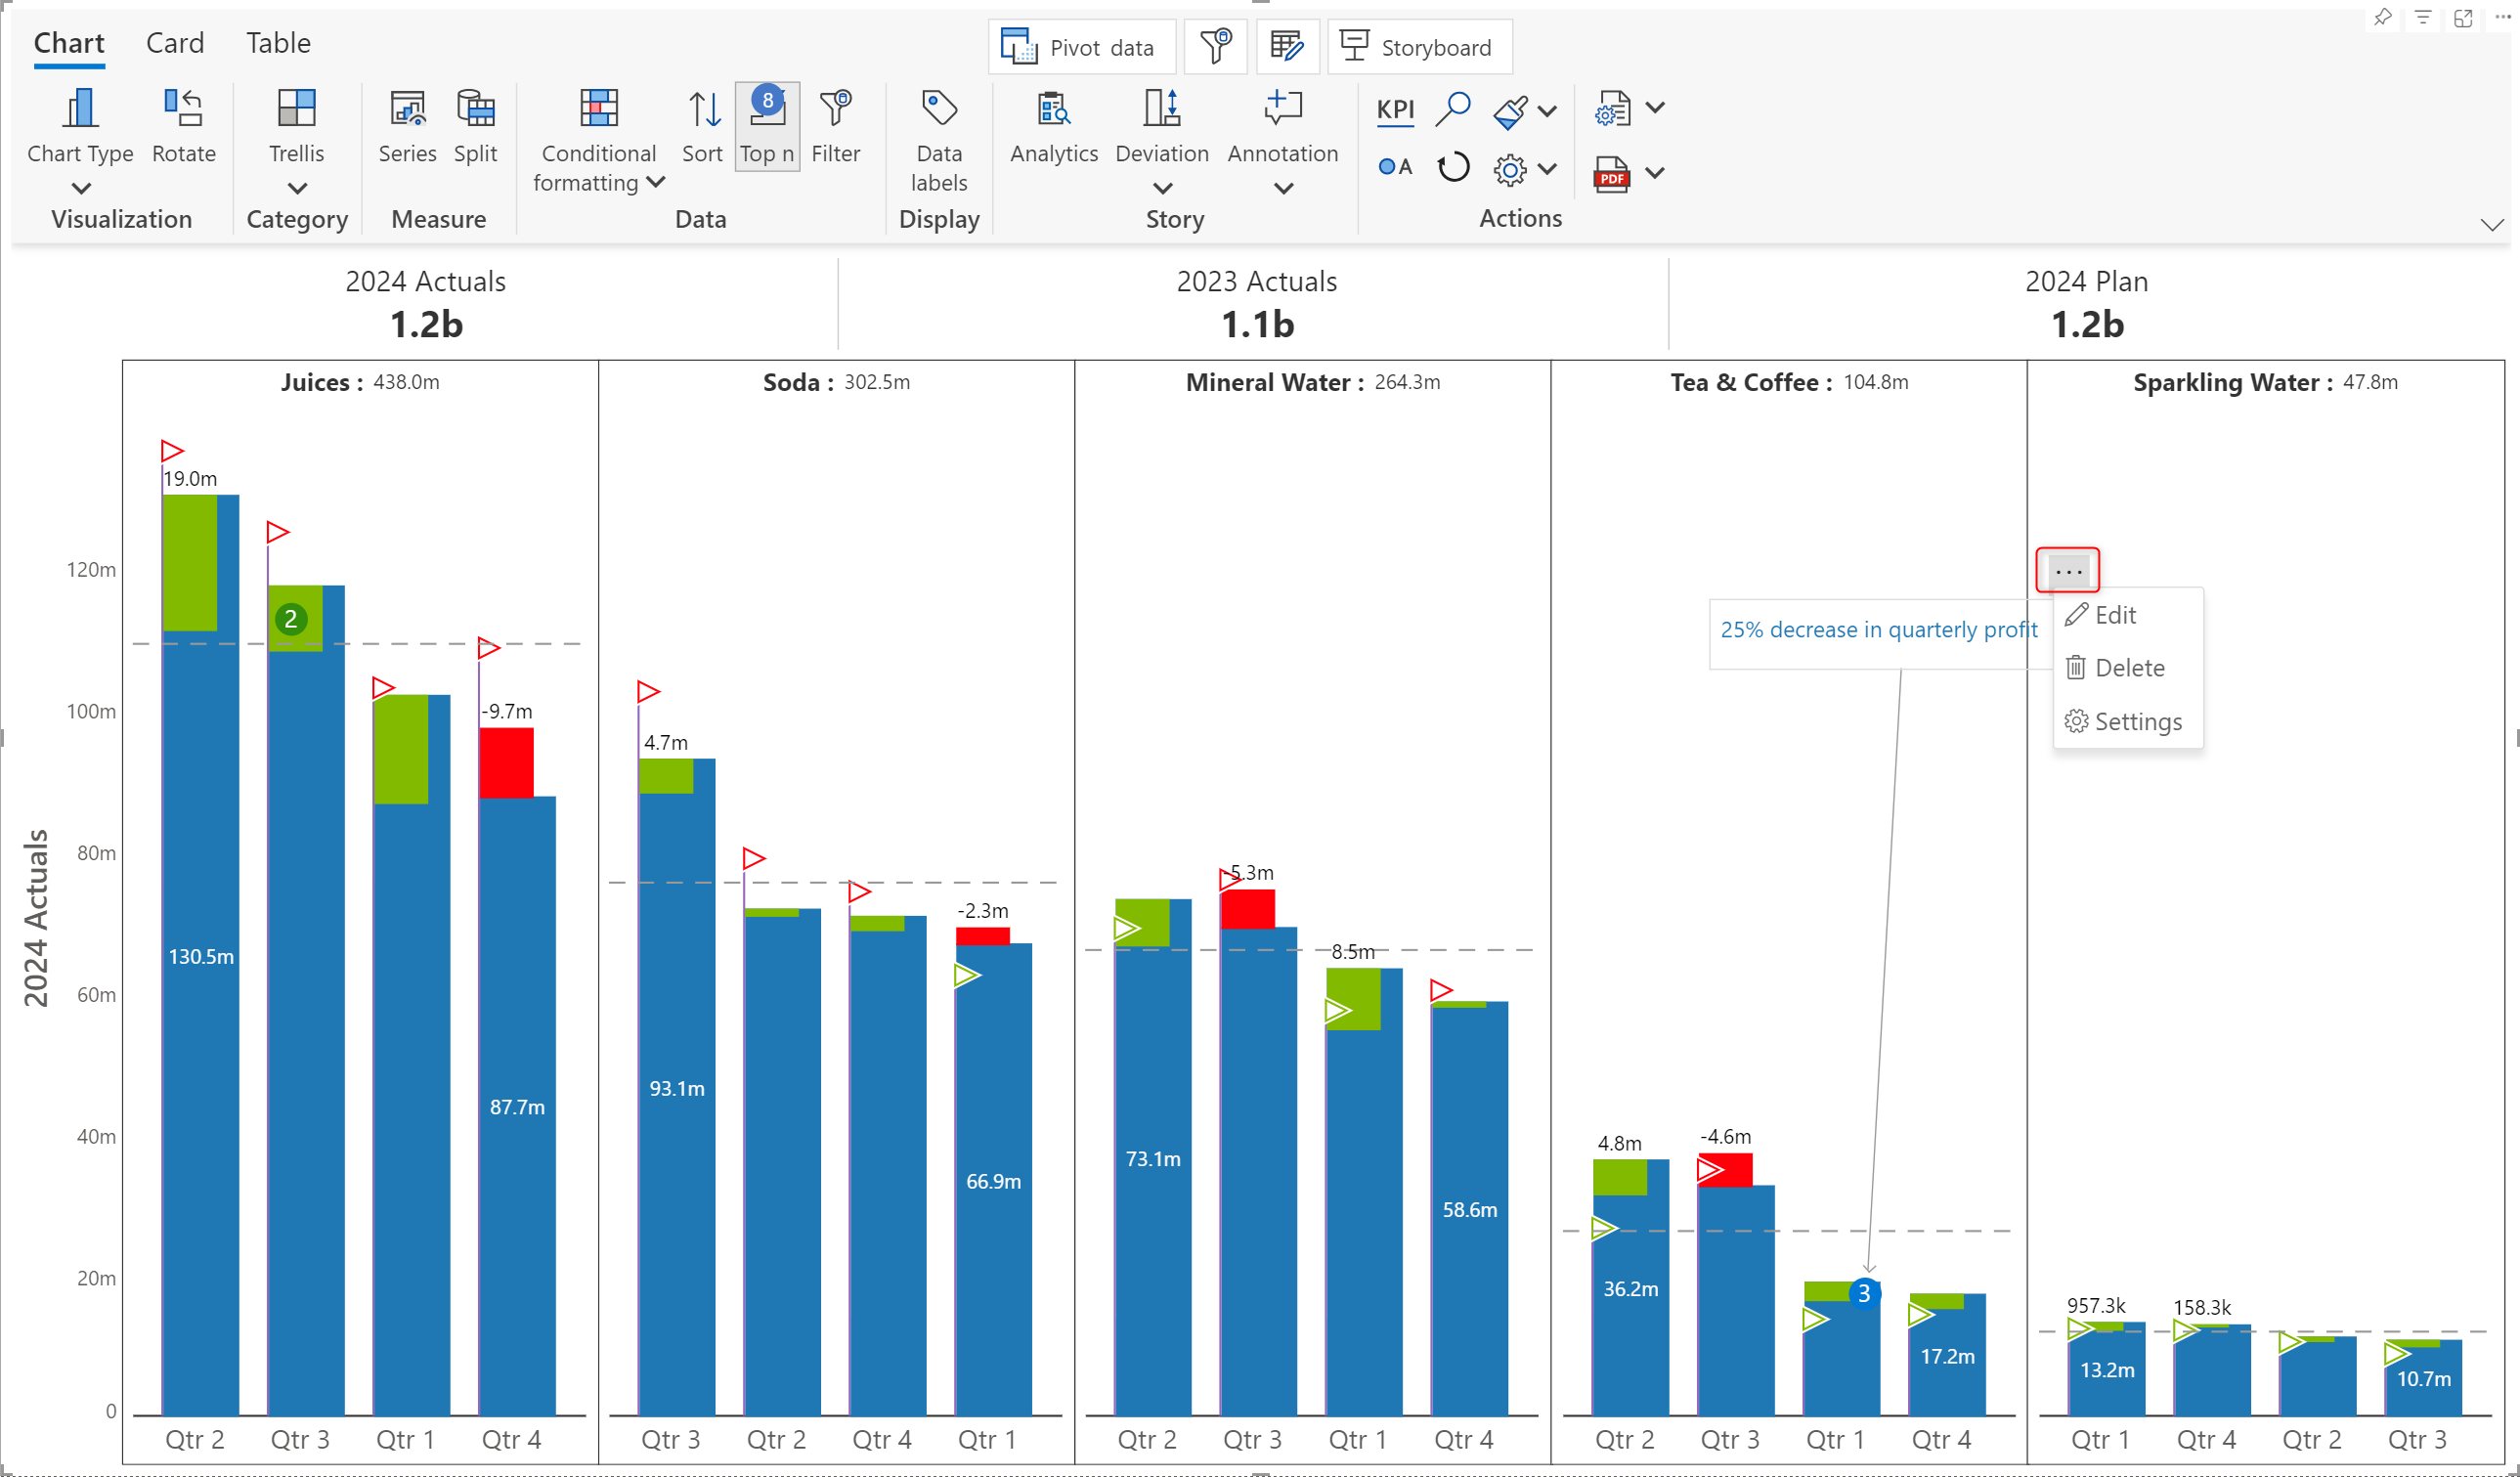 Chart Card Table
Pivot data
Storyboard
Chart Type
Rotate
Visualization
Trellis
Category
Series
Split
Measure
Conditional
formatting
Sort
8
Top n
Filter
Data
Data
labels
Display
Analytics
Deviation
Annotation
Story
KPI
A
PDF
Actions
2024 Actuals
1.2b
2023 Actuals
1.1b
2024 Plan
1.2b
Juices : 438.0m
Soda : 302.5m
Mineral Water : 264.3m
Tea & Coffee : 104.8m
Sparkling Water : 47.8m
2024 Actuals
120m
100m
80m
60m
40m
20m
0
19.0m
2
-9.7m
130.5m
87.7m
Qtr 2
Qtr 3
Qtr 1
Qtr 4
4.7m
-2.3m
93.1m
66.9m
Qtr 3
Qtr 2
Qtr 4
Qtr 1
-5.3m
8.5m
73.1m
58.6m
Qtr 2
Qtr 3
Qtr 1
Qtr 4
25% decrease in quarterly profit
4.8m
-4.6m
3
36.2m
17.2m
Qtr 2
Qtr 3
Qtr 1
Qtr 4
Edit
Delete
Settings
957.3k
158.3k
13.2m
10.7m
Qtr 1
Qtr 4
Qtr 2
Qtr 3